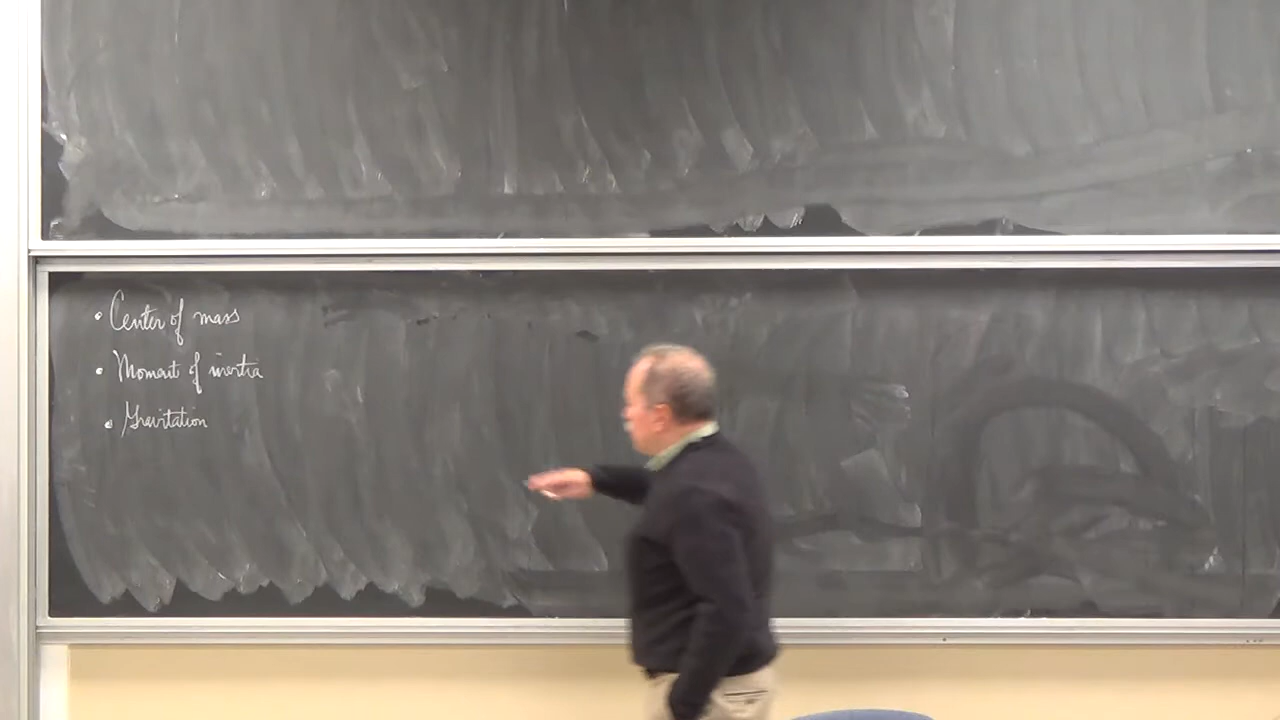 • Center of mass
• Moment of inertia
• Gravitation